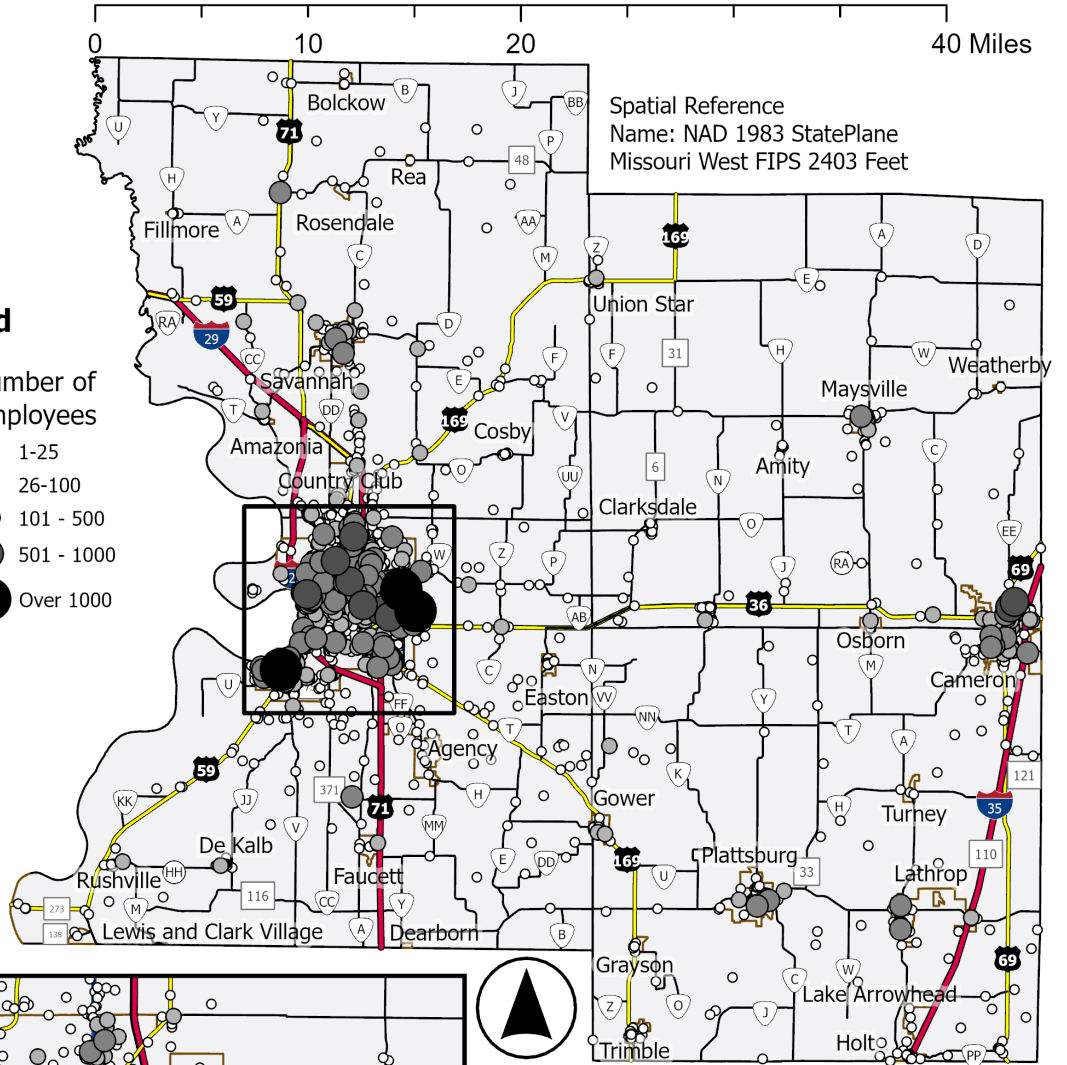 0 10 20 40 Miles
Spatial Reference
Name: NAD 1983 StatePlane
Missouri West FIPS 2403 Feet
Bolckow
B
J
BB
U
Y
71
P
48
Rea
H
Fillmore
A
Rosendale
AA
A
D
C
M
Z
169
59
E
Union Star
RA
29
D
d
CC
F
F
31
H
W
Weatherby
umber of
mployees
Savannah
E
Maysville
T
DD
169
V
1-25
Amazonia
Cosby
C
26-100
Country Club
O
UU
6
N
Amity
101 - 500
Clarksdale
O
EE
501 - 1000
W
Z
P
J
RA
69
2
Over 1000
AB
36
Osborn
U
C
N
M
Cameron
Easton
VV
FF
Y
O
T
NN
T
A
Agency
59
K
121
371
H
Gower
KK
JJ
71
H
Turney
35
V
MM
De Kalb
169
Plattsburg
110
E
DD
33
Lathrop
Rushville
HH
Faucett
U
116
CC
Y
273
M
138
Lewis and Clark Village
A
Dearborn
B
69
Grayson
C
W
Lake Arrowhead
Z
O
J
Trimble
Holt
PP